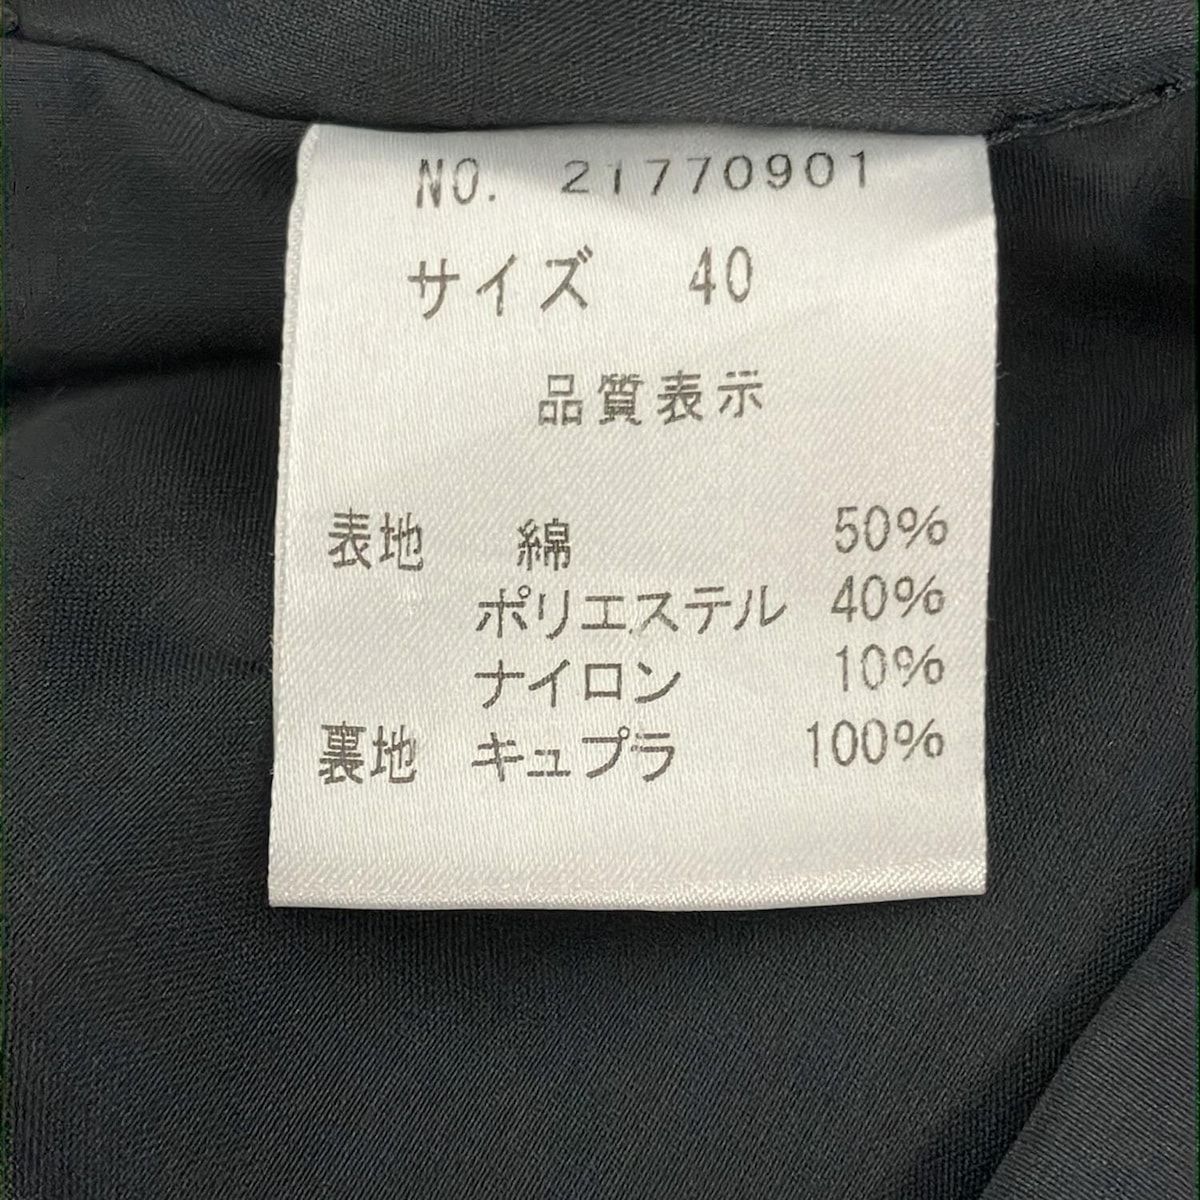 NO. 21770901
サイズ 40
品質表示
表地 綿 50%
ポリエステル 40%
ナイロン 10%
裏地 キュプラ 100%